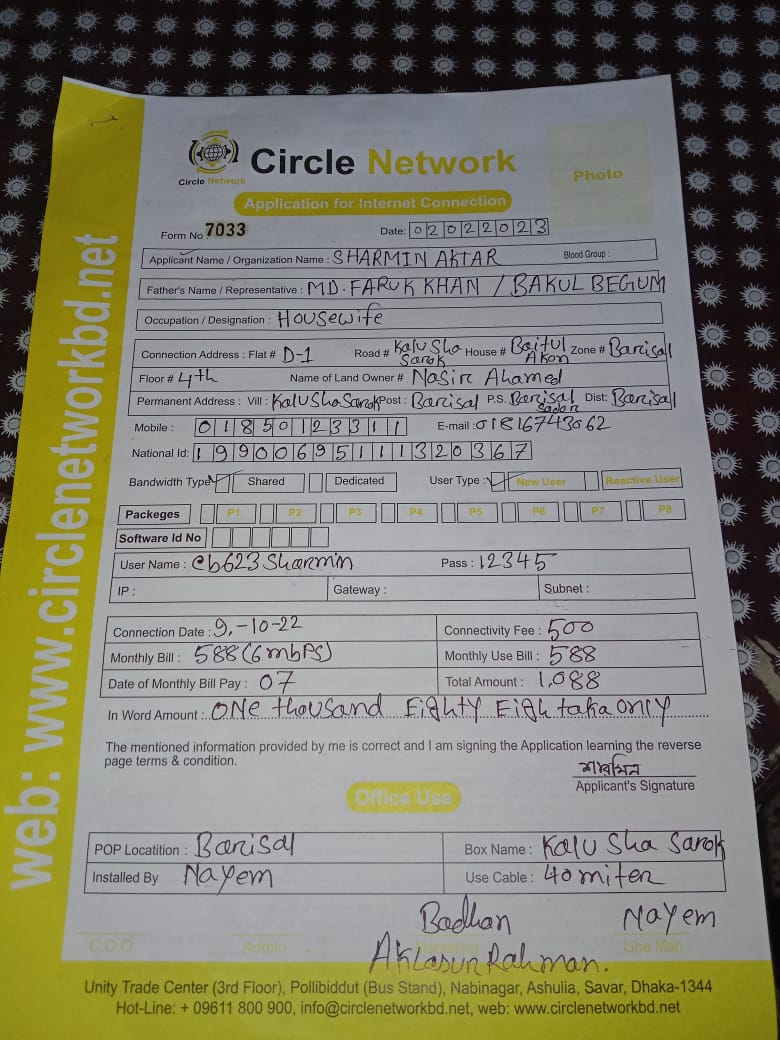 Circle Network
Circle Network
Photo
Application for Internet Connection
Form No. 7033
Date: 02022023
Applicant Name / Organization Name : SHARMIN AKTAR Blood Group :
Father's Name / Representative : MD. FARUK KHAN / BAKUL BEGUM
Occupation / Designation : Housewife
Connection Address : Flat # D-1 Road # Kalu Sha Sarok House # Baitul Akon Zone # Barisal
Floor # 4th Name of Land Owner # Nasir Ahamed
Permanent Address : Vill : Kalu Sha Sarok Post : Barisal P.S. Barisal Sadar Dist: Barisal
Mobile : 01850123311 E-mail : 01816743062
National Id: 19900695111320367
Bandwidth Type Shared Dedicated User Type : New User Reactive User
Packeges P1 P2 P3 P4 P5 P6 P7 P8
Software Id No
User Name : cb623sharmin Pass : 12345
IP : Gateway : Subnet :
Connection Date : 9.-10-22 Connectivity Fee : 500
Monthly Bill : 588 (6mbPS) Monthly Use Bill : 588
Date of Monthly Bill Pay : 07 Total Amount : 1,088
In Word Amount : ONe thousand Eighty Eigh taka only
The mentioned information provided by me is correct and I am signing the Application learning the reverse
page terms & condition.
শারমিন
Applicant's Signature
Office Use
POP Locatition : Barisal Box Name : Kalu Sha Sarok
Installed By Nayem Use Cable : 40 miter
Badhan Nayem
C.O.O Admin Marketing Line Man
Aklasur Rahman.
Unity Trade Center (3rd Floor), Pollibiddut (Bus Stand), Nabinagar, Ashulia, Savar, Dhaka-1344
Hot-Line: + 09611 800 900, info@circlenetworkbd.net, web: www.circlenetworkbd.net
web: www.circlenetworkbd.net